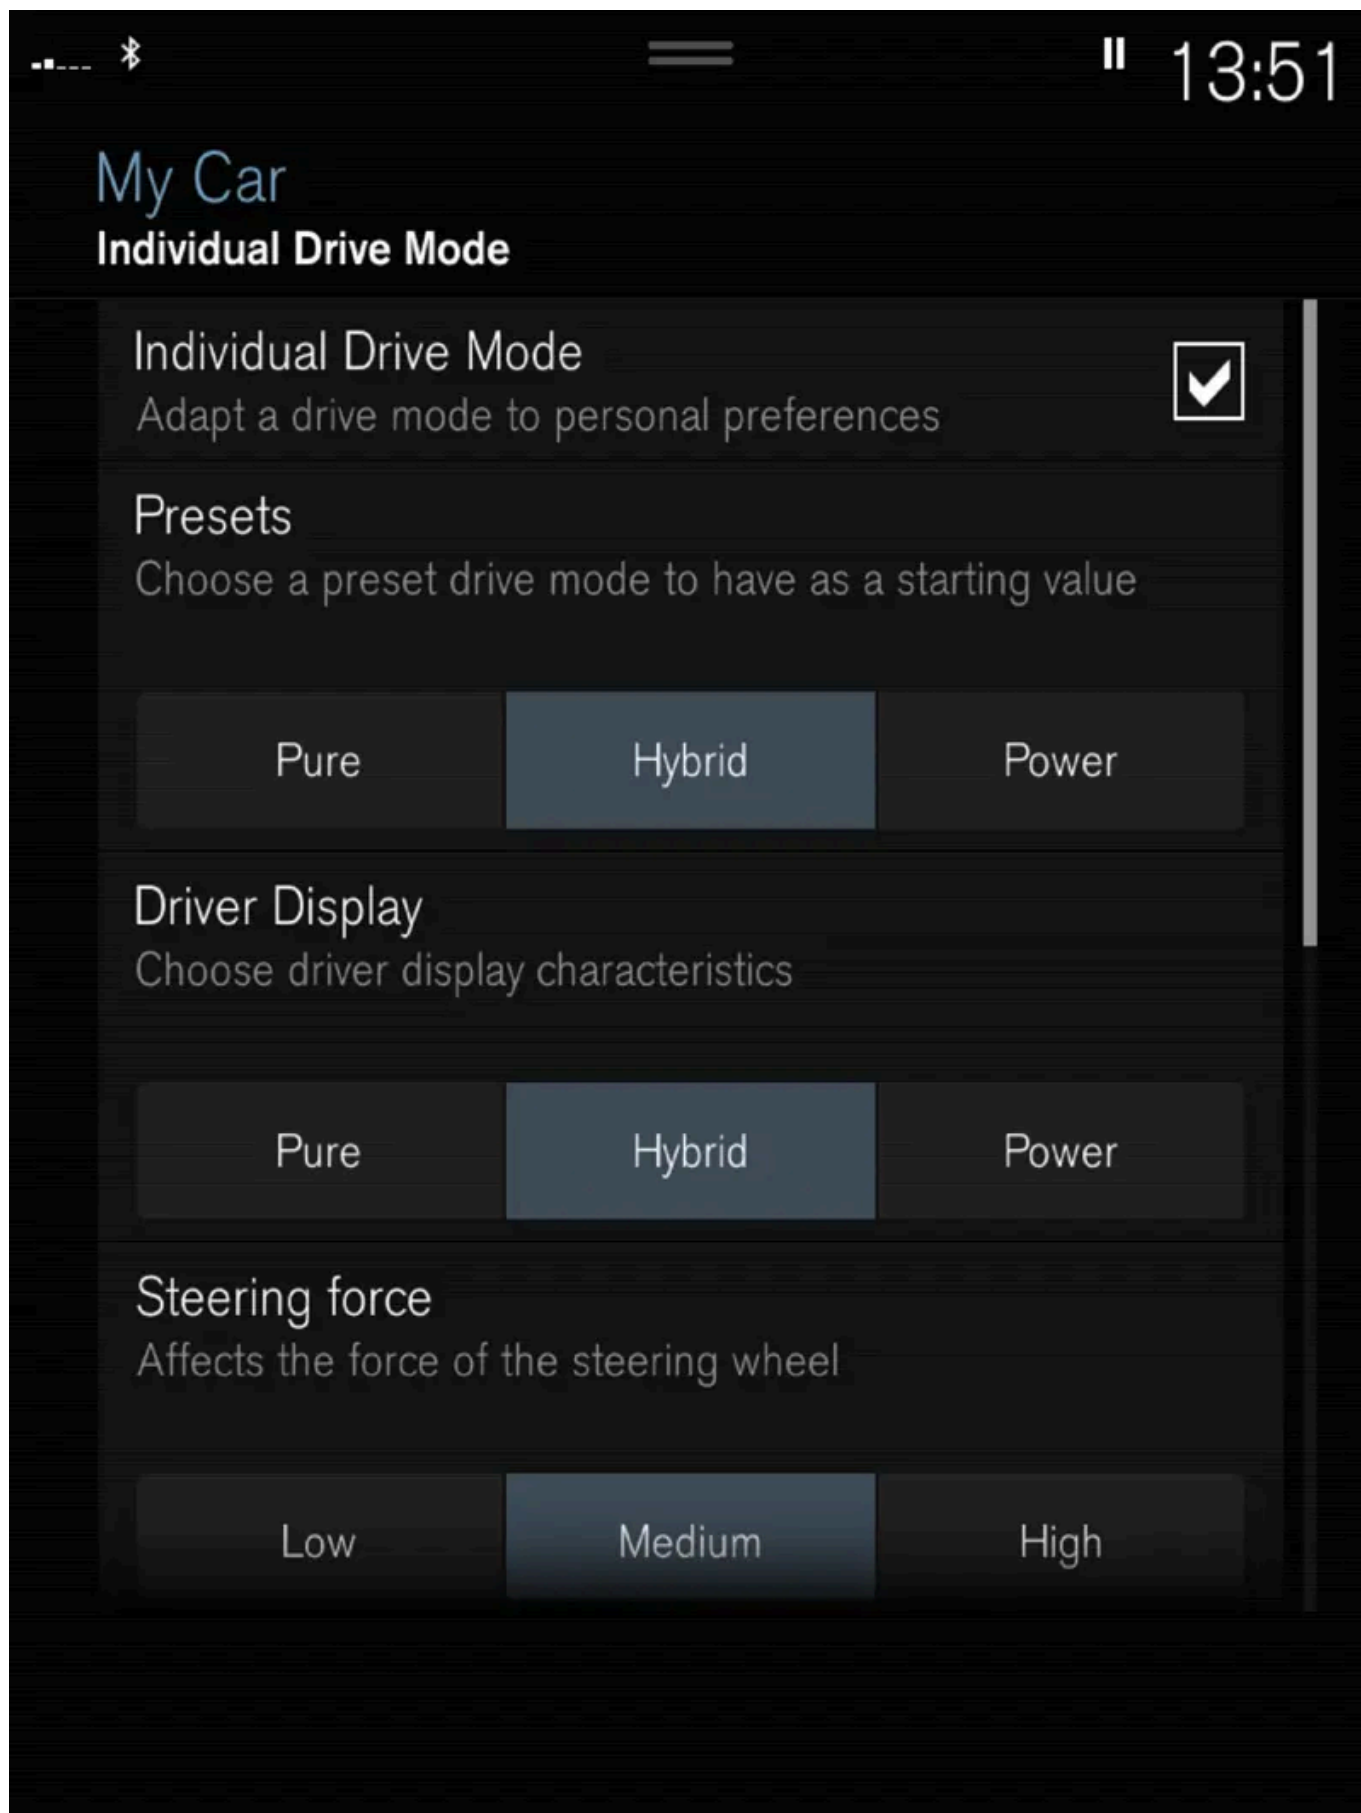 13:51
My Car
Individual Drive Mode
Individual Drive Mode
Adapt a drive mode to personal preferences
Presets
Choose a preset drive mode to have as a starting value
Pure Hybrid Power
Driver Display
Choose driver display characteristics
Pure Hybrid Power
Steering force
Affects the force of the steering wheel
Low Medium High